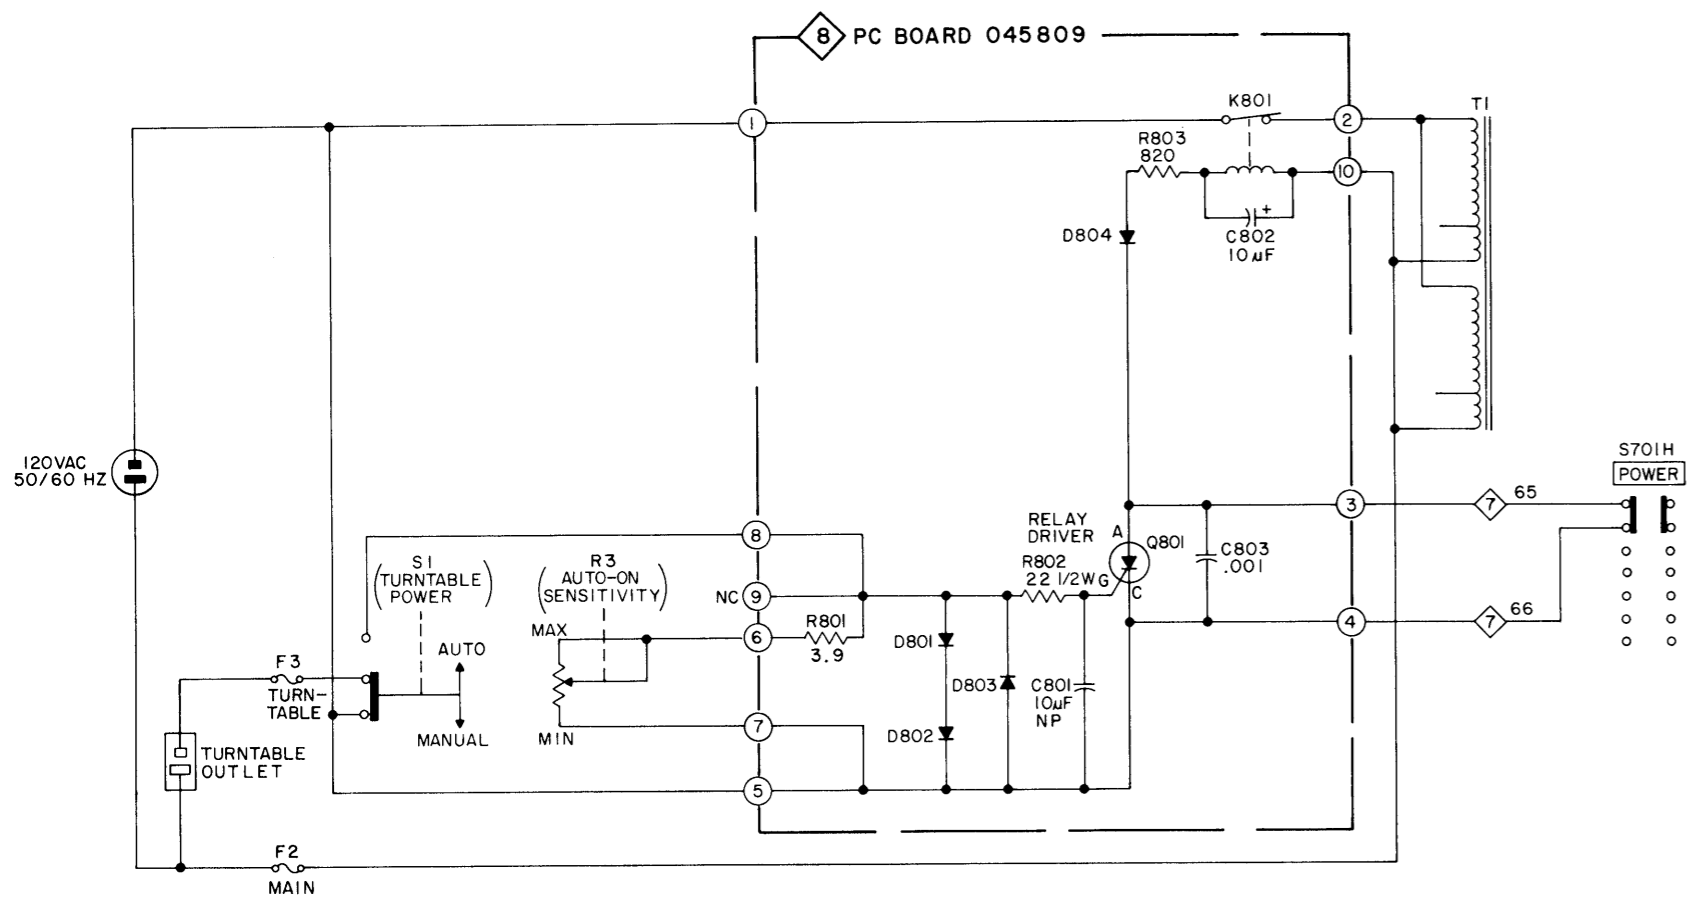 8 PC BOARD 045809
K801
T1
1
2
R803
820
10
C802
10µF
+
D804
120VAC
50/60 HZ
S701H
POWER
3
7 65
8
RELAY
DRIVER
A
Q801
C803
.001
S1
(TURNTABLE
POWER)
R3
(AUTO-ON
SENSITIVITY)
R802
22 1/2W
G
C
NC 9
MAX
6
R801
3.9
4
7 66
D801
AUTO
F3
TURN-
TABLE
D803
C801
10µF
NP
MANUAL
MIN
7
D802
TURNTABLE
OUTLET
5
F2
MAIN